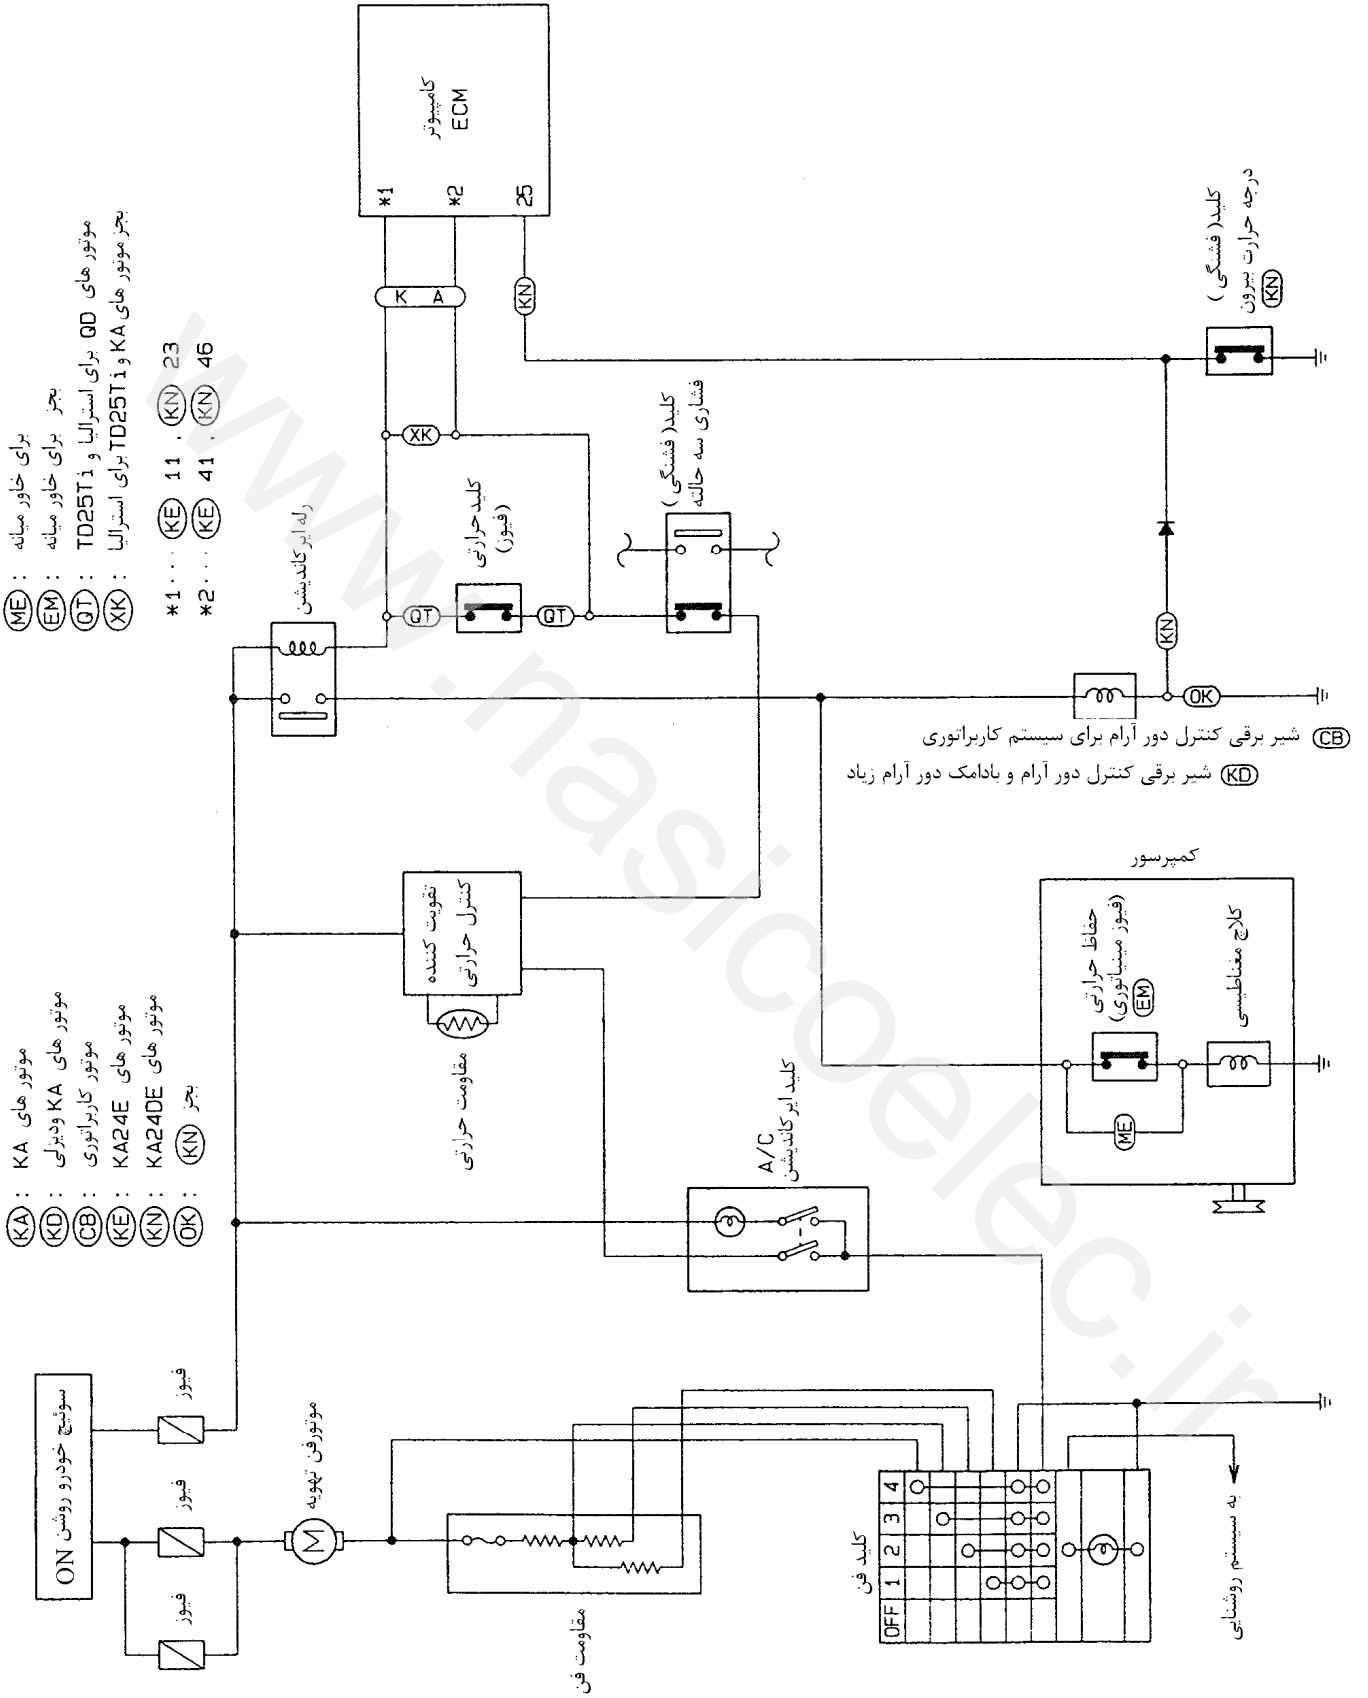 ME : برای خاور میانه
EM : بجز برای خاور میانه
QT : موتور های QD برای استرالیا و TD25Ti
XK : بجز موتور های KA و TD25Ti برای استرالیا
*1 ··· KE 11 , KN 23
*2 ··· KE 41 , KN 46
KA : موتور های KA
KD : موتور های KA ودیزلی
CB : موتور کاربراتوری
KE : موتور های KA24E
KN : موتور های KA24DE
OK : بجز KN
کامپیوتر
ECM
*1
*2
25
K A
KN
XK
کلید( فشنگی )
درجه حرارت بیرون
KN
رله ایرکاندیشن
QT
کلید حرارتی
(فیوز)
QT
کلید( فشنگی )
فشاری سه حالته
KN
OK
CB شیر برقی کنترل دور آرام برای سیستم کاربراتوری
KD شیر برقی کنترل دور آرام و بادامک دور آرام زیاد
تقویت کننده
کنترل حرارتی
مقاومت حرارتی
کمپرسور
حفاظ حرارتی
(فیوز مینیاتوری)
EM
کلاچ مغناطیسی
ME
A/C
کلید ایرکاندیشن
سوئیچ خودرو روشن ON
فیوز
فیوز
فیوز
موتورفن تهویه
M
مقاومت فن
کلید فن
OFF 1 2 3 4
به سیستم روشنایی
www.nasicoelec.ir